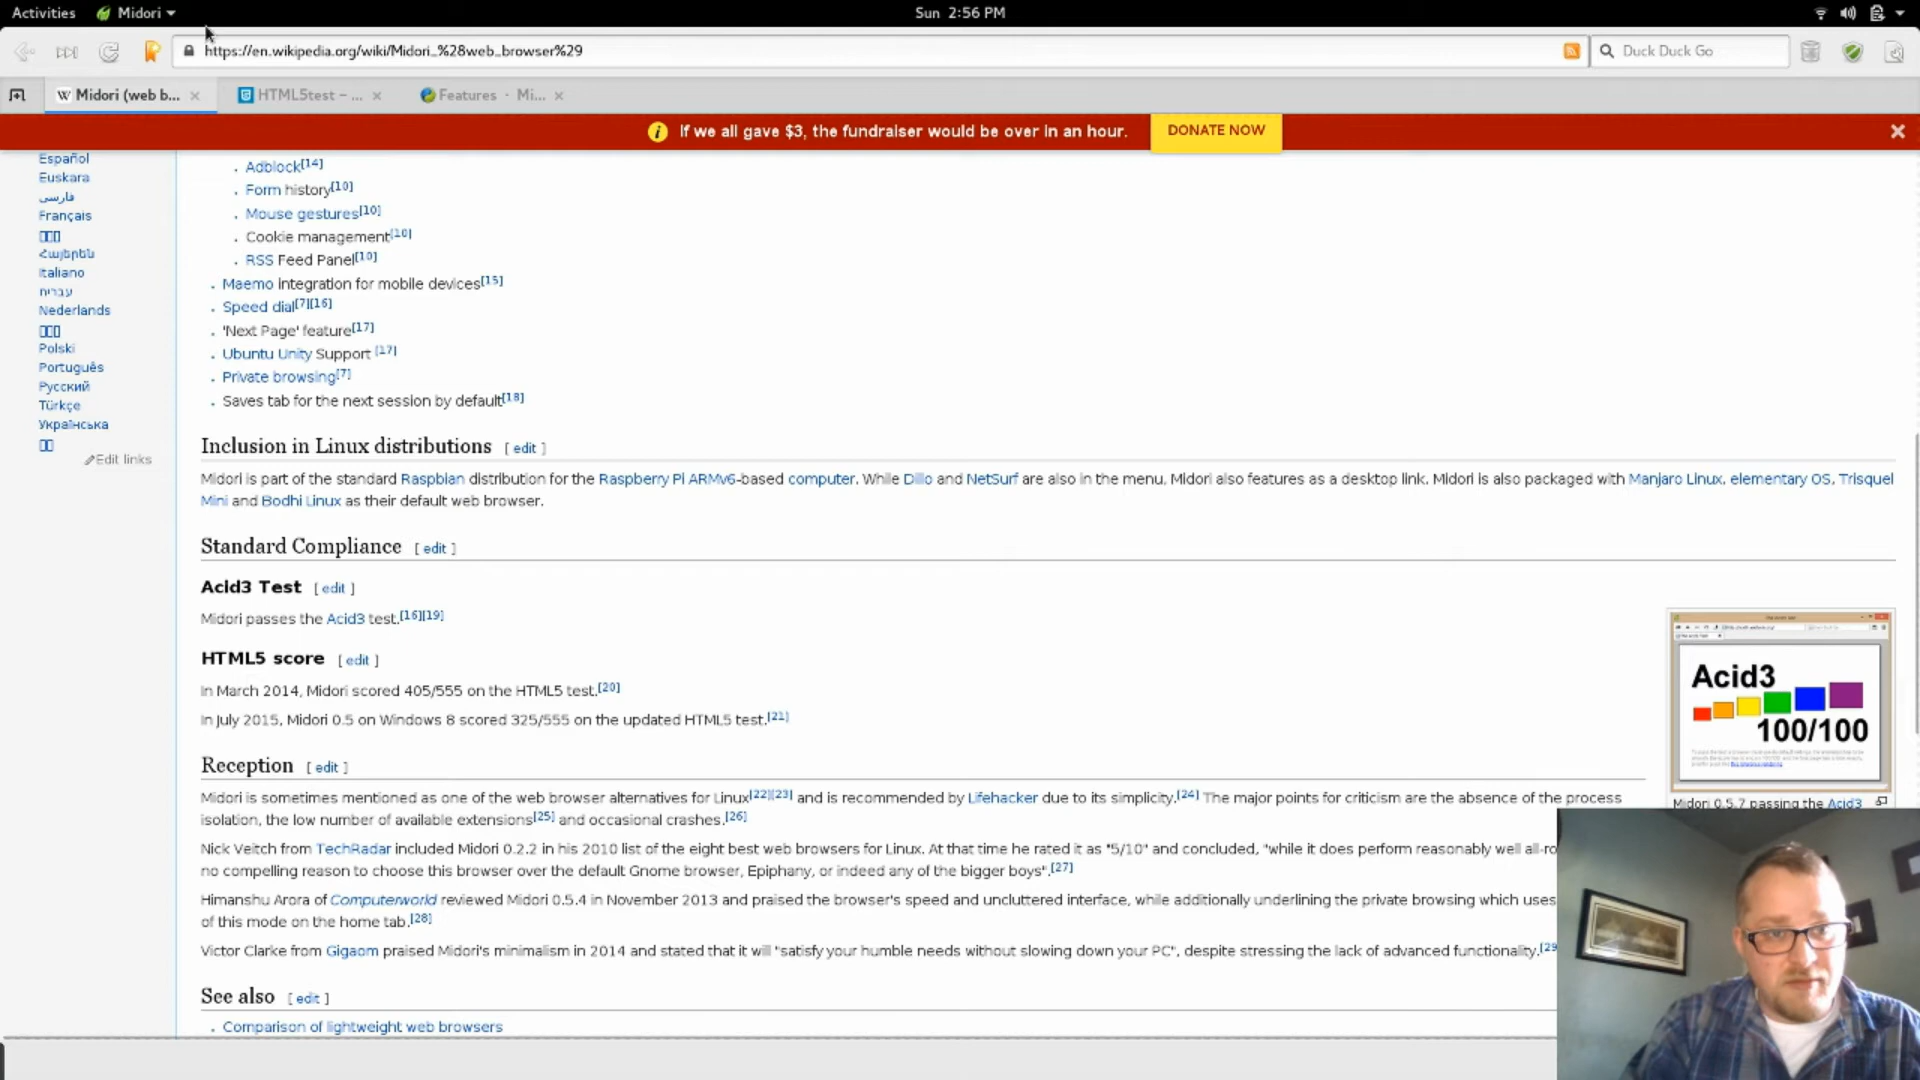 Activities
Midori
Sun 2:56 PM
https://en.wikipedia.org/wiki/Midori_%28web_browser%29
Duck Duck Go
Midori (web b...
HTML5test – ...
Features · Mi...
If we all gave $3, the fundraiser would be over in an hour.
DONATE NOW
Español
Euskara
فارسی
Français
Հայերեն
Italiano
עברית
Nederlands
Polski
Português
Русский
Türkçe
Українська
Edit links
Adblock[14]
Form history[10]
Mouse gestures[10]
Cookie management[10]
RSS Feed Panel[10]
Maemo integration for mobile devices[15]
Speed dial[7][16]
'Next Page' feature[17]
Ubuntu Unity Support [17]
Private browsing[7]
Saves tab for the next session by default[18]
Inclusion in Linux distributions [ edit ]
Midori is part of the standard Raspbian distribution for the Raspberry Pi ARMv6-based computer. While Dillo and NetSurf are also in the menu, Midori also features as a desktop link. Midori is also packaged with Manjaro Linux, elementary OS, Trisquel
Mini and Bodhi Linux as their default web browser.
Standard Compliance [ edit ]
Acid3 Test [ edit ]
Midori passes the Acid3 test.[16][19]
HTML5 score [ edit ]
In March 2014, Midori scored 405/555 on the HTML5 test.[20]
In July 2015, Midori 0.5 on Windows 8 scored 325/555 on the updated HTML5 test.[21]
Acid3
100/100
Midori 0.5.7 passing the Acid3
Reception [ edit ]
Midori is sometimes mentioned as one of the web browser alternatives for Linux[22][23] and is recommended by Lifehacker due to its simplicity.[24] The major points for criticism are the absence of the process
isolation, the low number of available extensions[25] and occasional crashes.[26]
Nick Veitch from TechRadar included Midori 0.2.2 in his 2010 list of the eight best web browsers for Linux. At that time he rated it as "5/10" and concluded, "while it does perform reasonably well all-ro
no compelling reason to choose this browser over the default Gnome browser, Epiphany, or indeed any of the bigger boys".[27]
Himanshu Arora of Computerworld reviewed Midori 0.5.4 in November 2013 and praised the browser's speed and uncluttered interface, while additionally underlining the private browsing which uses
of this mode on the home tab.[28]
Victor Clarke from Gigaom praised Midori's minimalism in 2014 and stated that it will "satisfy your humble needs without slowing down your PC", despite stressing the lack of advanced functionality.[29
See also [ edit ]
Comparison of lightweight web browsers